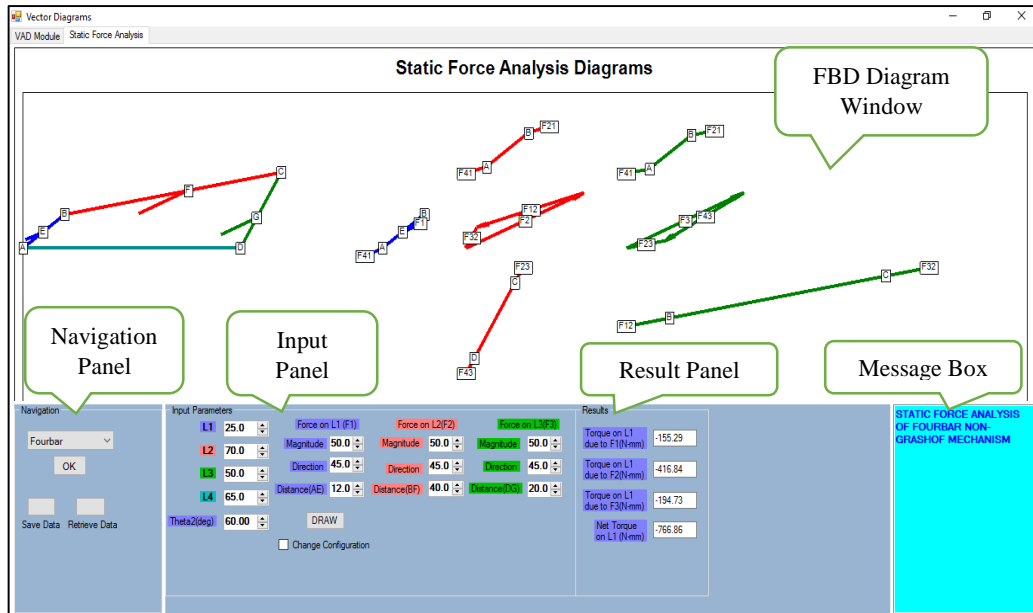 Vector Diagrams
VAD Module Static Force Analysis
Static Force Analysis Diagrams
FBD Diagram
Window
B F21
A
F41
B F21
A
F41
C
F
B
E
A
G
D
B
F1
E
A
F41
F12
F2
F32
F3 F43
F23
F23
C
D
F43
C F32
B
F12
Navigation
Panel
Input
Panel
Result Panel
Message Box
Navigation
Fourbar
OK
Save Data Retrieve Data
Input Parameters
L1 25.0
L2 70.0
L3 50.0
L4 65.0
Theta2(deg) 60.00
Force on L1 (F1)
Magnitude 50.0
Direction 45.0
Distance(AE) 12.0
Force on L2(F2)
Magnitude 50.0
Direction 45.0
Distance(BF) 40.0
Force on L3(F3)
Magnitude 50.0
Direction 45.0
Distance(DG) 20.0
DRAW
Change Configuration
Results
Torque on L1
due to F1(N-mm) -155.29
Torque on L1
due to F2(N-mm) -416.84
Torque on L1
due to F3(N-mm) -194.73
Net Torque
on L1 (N-mm) -766.86
STATIC FORCE ANALYSIS
OF FOURBAR NON-
GRASHOF MECHANISM